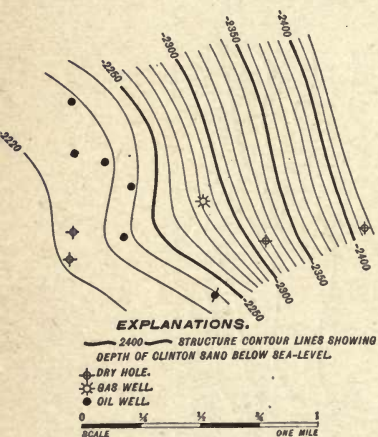 -2400
-2350
-2300
-2250
-2220
-2400
-2350
-2300
-2250
EXPLANATIONS.
2400 STRUCTURE CONTOUR LINES SHOWING
DEPTH OF CLINTON SAND BELOW SEA-LEVEL.
DRY HOLE.
GAS WELL.
OIL WELL.
0 ¼ ½ ¾ 1
SCALE ONE MILE